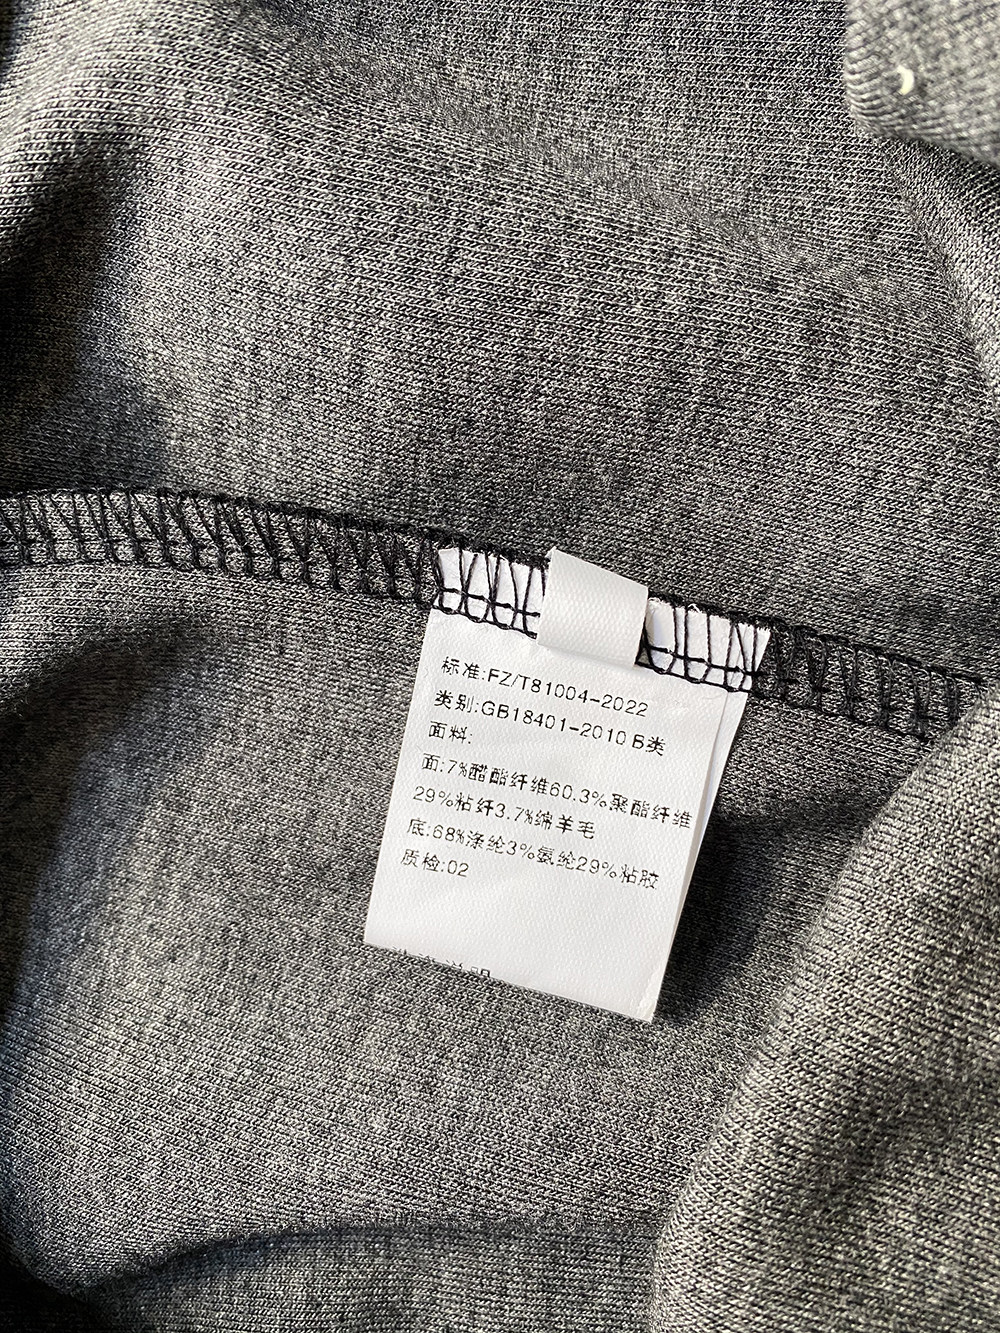 标准:FZ/T81004-2022
类别:GB18401-2010 B类
面料:
面:7%醋酯纤维60.3%聚酯纤维
29%粘纤3.7%绵羊毛
底:68%涤纶3%氨纶29%粘胶
质检:02